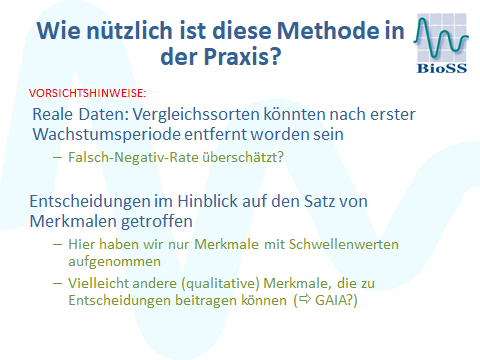 Wie nützlich ist diese Methode in
der Praxis?
BioSS
VORSICHTSHINWEISE:
Reale Daten: Vergleichssorten könnten nach erster
Wachstumsperiode entfernt worden sein
– Falsch-Negativ-Rate überschätzt?
Entscheidungen im Hinblick auf den Satz von
Merkmalen getroffen
– Hier haben wir nur Merkmale mit Schwellenwerten
aufgenommen
– Vielleicht andere (qualitative) Merkmale, die zu
Entscheidungen beitragen können (⇨ GAIA?)